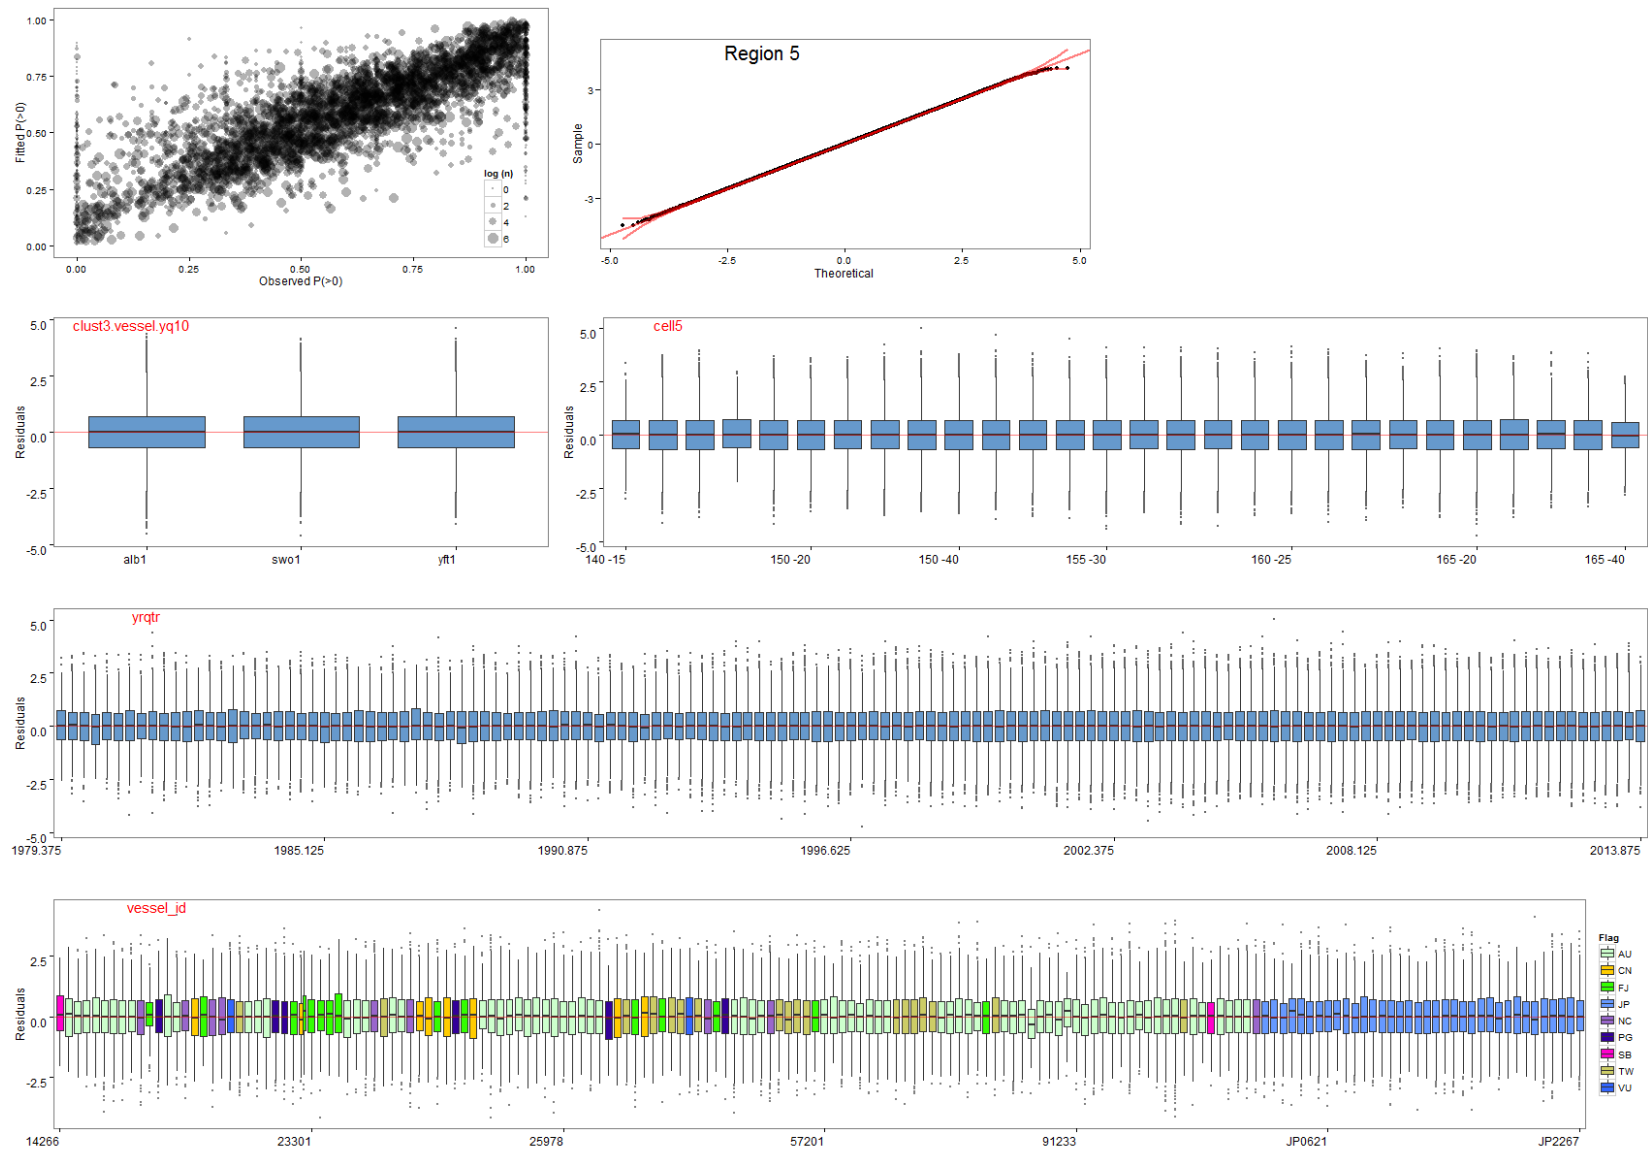 1.00
0.75
0.50
0.25
0.00
Fitted P(>0)
log (n)
0
2
4
6
0.00 0.25 0.50 0.75 1.00
Observed P(>0)
Region 5
3
0
-3
Sample
-5.0 -2.5 0.0 2.5 5.0
Theoretical
clust3.vessel.yq10
5.0
2.5
0.0
-2.5
-5.0
Residuals
alb1 swo1 yft1
cell5
5.0
2.5
0.0
-2.5
-5.0
Residuals
140 -15 150 -20 150 -40 155 -30 160 -25 165 -20 165 -40
yrqtr
5.0
2.5
0.0
-2.5
-5.0
Residuals
1979.375 1985.125 1990.875 1996.625 2002.375 2008.125 2013.875
vessel_id
2.5
0.0
-2.5
Residuals
14266 23301 25978 57201 91233 JP0621 JP2267
Flag
AU
CN
FJ
JP
NC
PG
SB
TW
VU